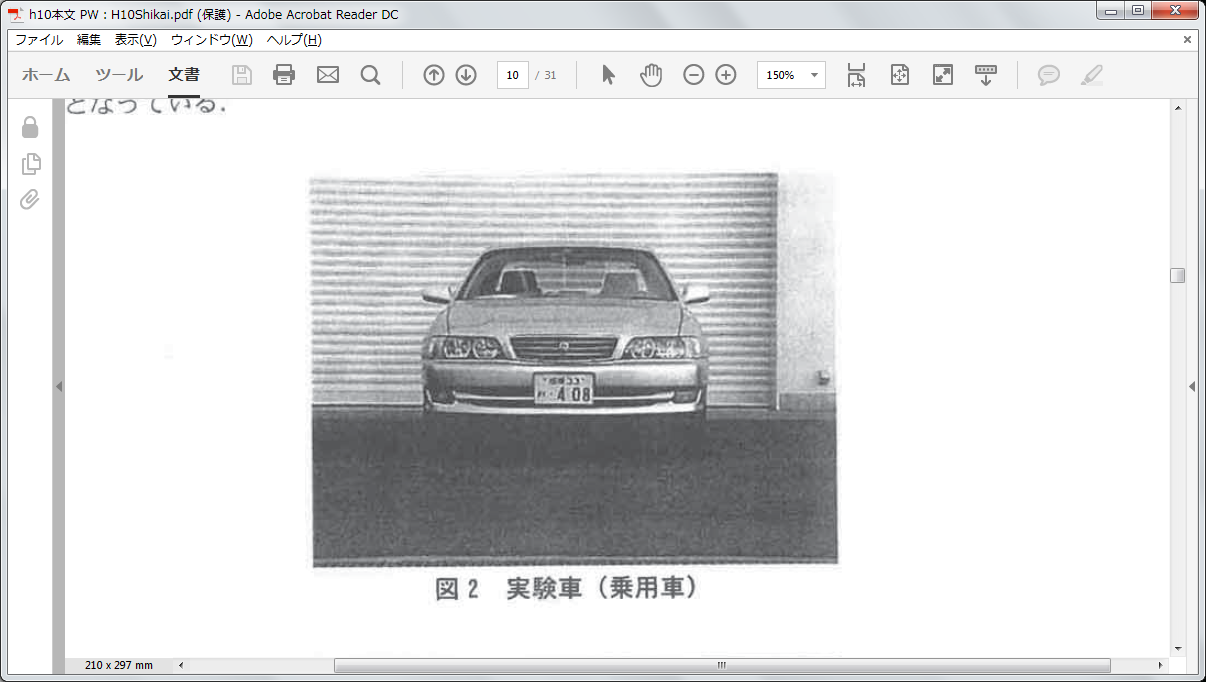 h10本文 PW : H10Shikai.pdf (保護) - Adobe Acrobat Reader DC
ファイル 編集 表示(V) ウィンドウ(W) ヘルプ(H)
ホーム ツール 文書 10 / 31 150%
となっている.
4 08
図2 実験車（乗用車）
210 x 297 mm